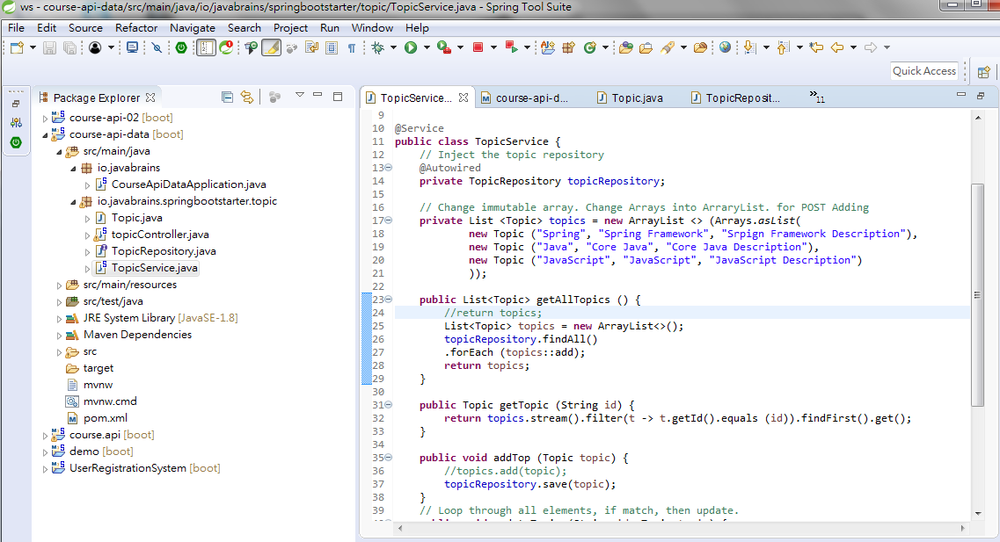 ws - course-api-data/src/main/java/io/javabrains/springbootstarter/topic/TopicService.java - Spring Tool Suite
File Edit Source Refactor Navigate Search Project Run Window Help
Quick Access
Package Explorer
course-api-02 [boot]
course-api-data [boot]
src/main/java
io.javabrains
CourseApiDataApplication.java
io.javabrains.springbootstarter.topic
Topic.java
topicController.java
TopicRepository.java
TopicService.java
src/main/resources
src/test/java
JRE System Library [JavaSE-1.8]
Maven Dependencies
src
target
mvnw
mvnw.cmd
pom.xml
course.api [boot]
demo [boot]
UserRegistrationSystem [boot]
TopicService... course-api-d... Topic.java TopicReposit... »11
9
10 @Service
11 public class TopicService {
12 // Inject the topic repository
13 @Autowired
14 private TopicRepository topicRepository;
15
16 // Change immutable array. Change Arrays into ArraryList. for POST Adding
17 private List <Topic> topics = new ArrayList <> (Arrays.asList(
18 new Topic ("Spring", "Spring Framework", "Srpign Framework Description"),
19 new Topic ("Java", "Core Java", "Core Java Description"),
20 new Topic ("JavaScript", "JavaScript", "JavaScript Description")
21 ));
22
23 public List<Topic> getAllTopics () {
24 //return topics;
25 List<Topic> topics = new ArrayList<>();
26 topicRepository.findAll()
27 .forEach (topics::add);
28 return topics;
29 }
30
31 public Topic getTopic (String id) {
32 return topics.stream().filter(t -> t.getId().equals (id)).findFirst().get();
33 }
34
35 public void addTop (Topic topic) {
36 //topics.add(topic);
37 topicRepository.save(topic);
38 }
39 // Loop through all elements, if match, then update.